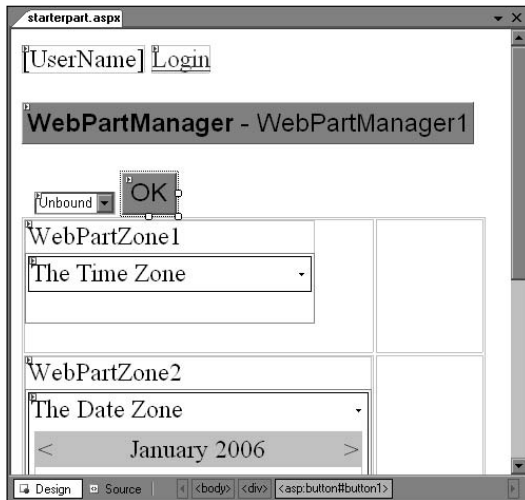 starterpart.aspx
[UserName] Login
WebPartManager - WebPartManager1
Unbound OK
WebPartZone1
The Time Zone
WebPartZone2
The Date Zone
< January 2006 >
Design Source <body> <div> <asp:button#button1>